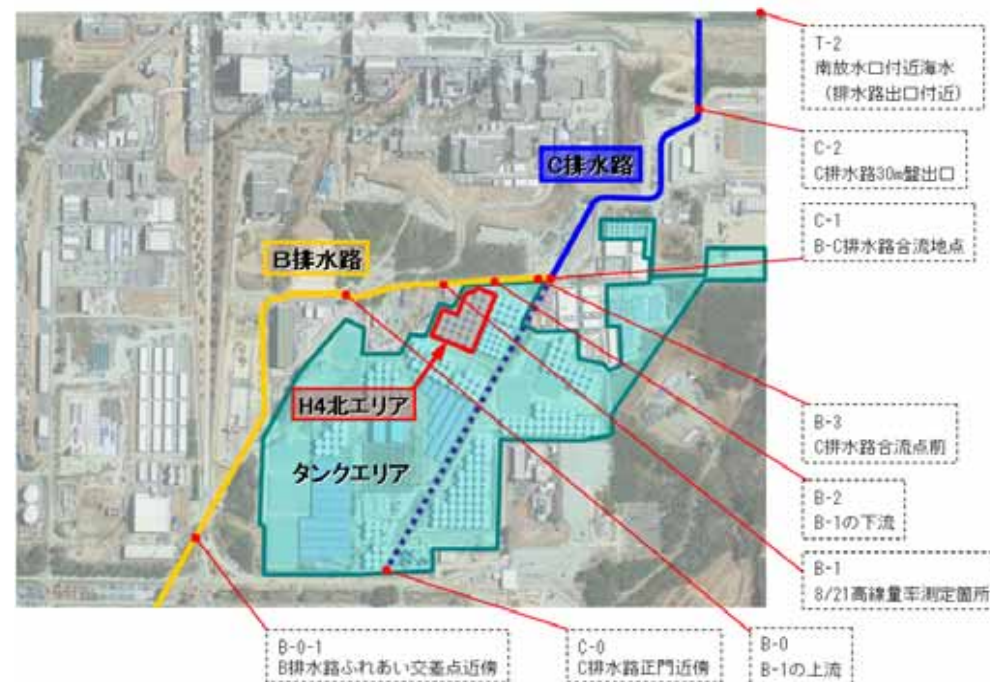 T-2
南放水口付近海水
(排水路出口付近)
C排水路
C-2
C排水路30m盤出口
C-1
B-C排水路合流地点
B排水路
H4北エリア
タンクエリア
B-3
C排水路合流点前
B-2
B-1の下流
B-1
8/21高線量率測定箇所
B-0-1
B排水路ふれあい交差点近傍
C-0
C排水路正門近傍
B-0
B-1の上流